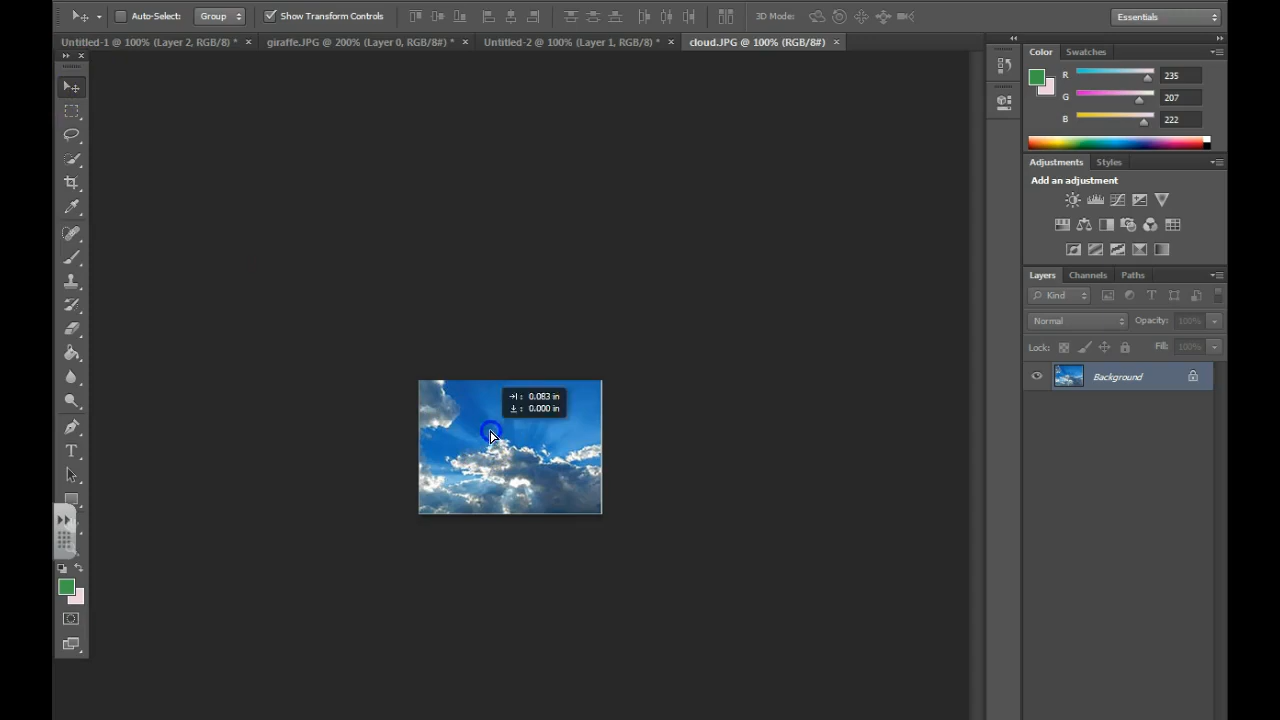 Auto-Select: Group Show Transform Controls 3D Mode: Essentials
Untitled-1 @ 100% (Layer 2, RGB/8) * × giraffe.JPG @ 200% (Layer 0, RGB/8#) * × Untitled-2 @ 100% (Layer 1, RGB/8) * × cloud.JPG @ 100% (RGB/8#) ×
Color Swatches
R 235
G 207
B 222
Adjustments Styles
Add an adjustment
Layers Channels Paths
Kind
Normal Opacity: 100%
Lock: Fill: 100%
Background
: 0.083 in
: 0.000 in
T